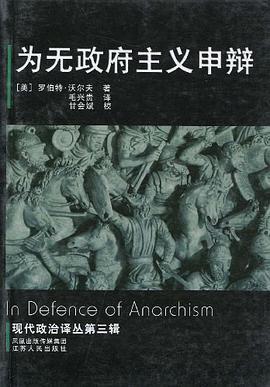 为无政府主义申辩
[美] 罗伯特·沃尔夫 著
毛兴贵 译
甘会斌 校
In Defence of Anarchism
现代政治译丛第三辑
凤凰出版传媒集团
江苏人民出版社